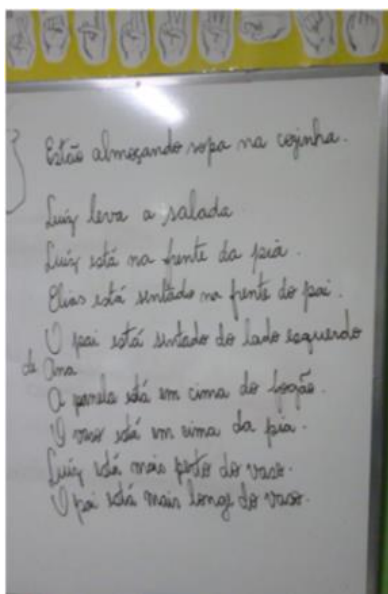 Estão almoçando sopa na cozinha.
Luiz leva a salada
Luiz está na frente da pia.
Elias está sentado na frente do pai.
O pai está sentado do lado esquerdo
de Ana
A panela está em cima do fogão.
O vaso está em cima da pia.
Luiz está mais perto do vaso.
O pai está mais longe do vaso.